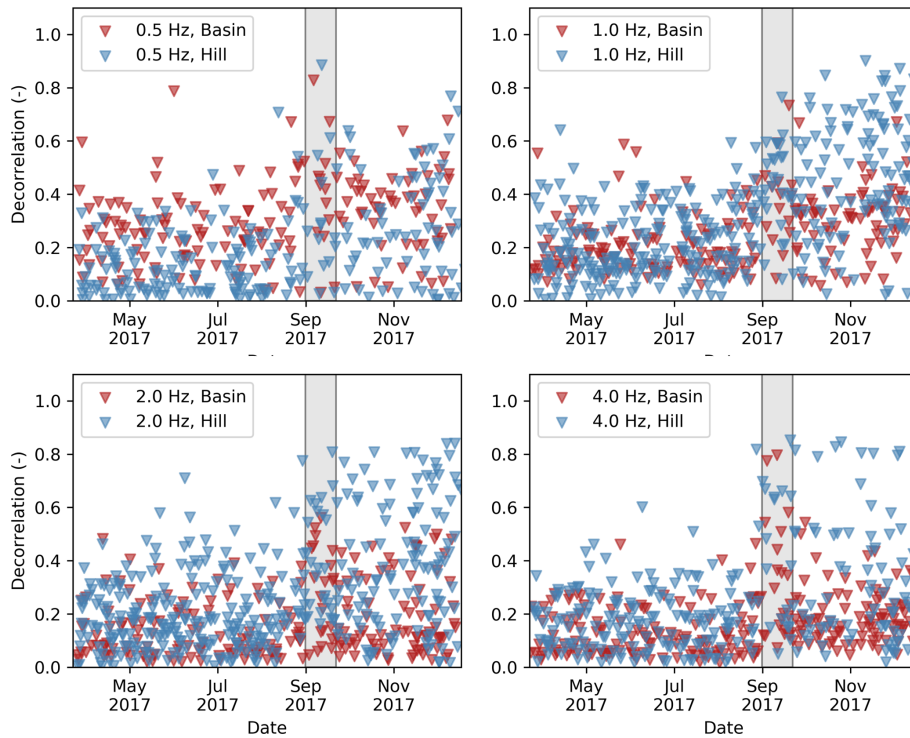 1.0
0.8
0.6
0.4
0.2
0.0
Decorrelation (-)
0.5 Hz, Basin
0.5 Hz, Hill
May
2017
Jul
2017
Sep
2017
Nov
2017
1.0
0.8
0.6
0.4
0.2
0.0
1.0 Hz, Basin
1.0 Hz, Hill
May
2017
Jul
2017
Sep
2017
Nov
2017
1.0
0.8
0.6
0.4
0.2
0.0
Decorrelation (-)
2.0 Hz, Basin
2.0 Hz, Hill
May
2017
Jul
2017
Sep
2017
Nov
2017
Date
1.0
0.8
0.6
0.4
0.2
0.0
4.0 Hz, Basin
4.0 Hz, Hill
May
2017
Jul
2017
Sep
2017
Nov
2017
Date